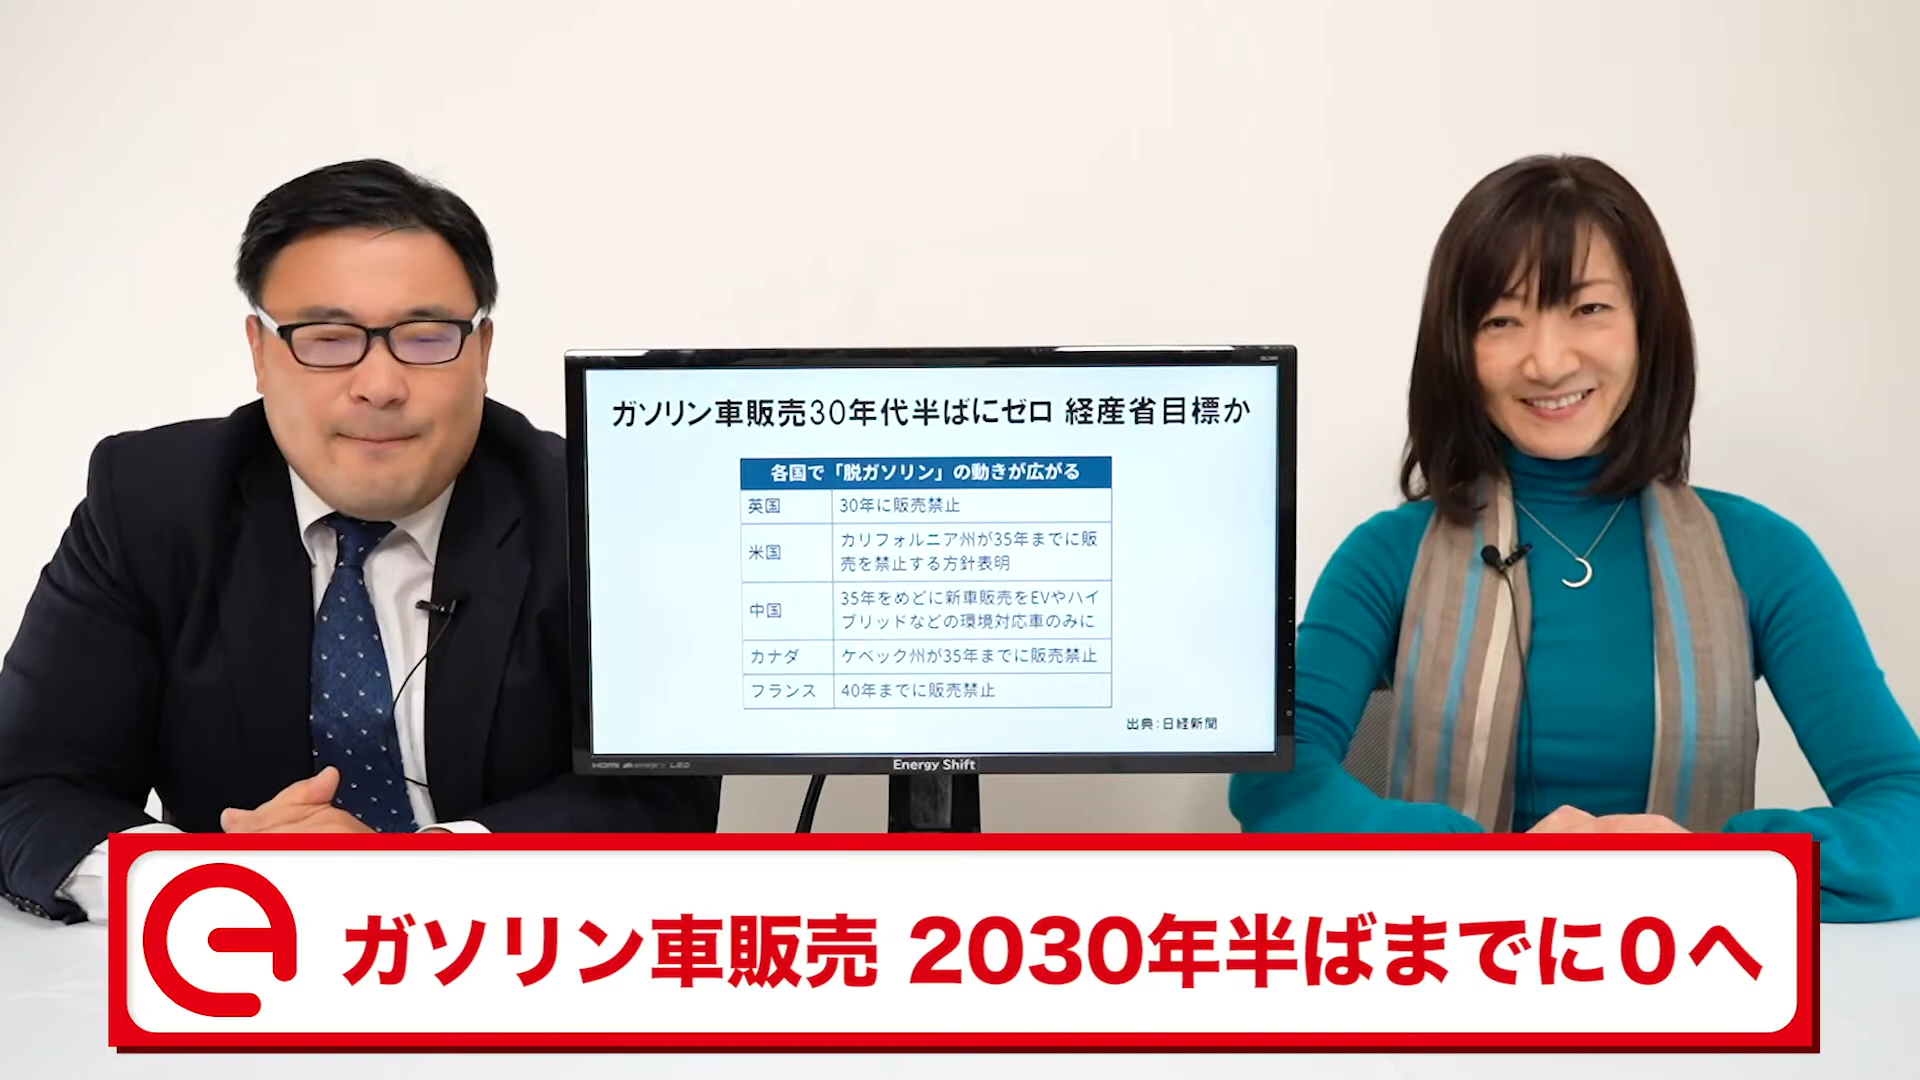 ガソリン車販売30年代半ばにゼロ 経産省目標か
各国で「脱ガソリン」の動きが広がる
英国 30年に販売禁止
米国 カリフォルニア州が35年までに販
売を禁止する方針表明
中国 35年をめどに新車販売をEVやハイ
ブリッドなどの環境対応車のみに
カナダ ケベック州が35年までに販売禁止
フランス 40年までに販売禁止
出典：日経新聞
HDMI
LED
Energy Shift
ガソリン車販売 2030年半ばまでに0へ